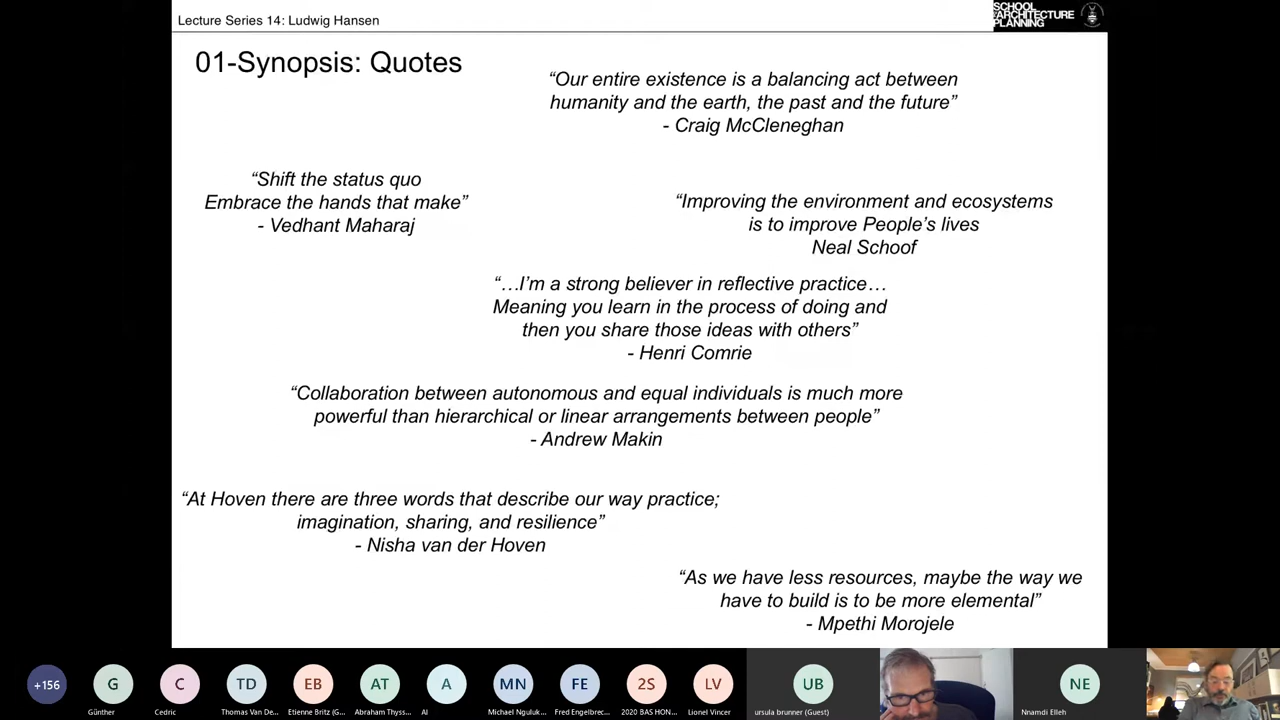 Lecture Series 14: Ludwig Hansen
SCHOOL
OF ARCHITECTURE
PLANNING
01-Synopsis: Quotes
“Our entire existence is a balancing act between
humanity and the earth, the past and the future”
- Craig McCleneghan
“Shift the status quo
Embrace the hands that make”
- Vedhant Maharaj
“Improving the environment and ecosystems
is to improve People’s lives
Neal Schoof
“…I’m a strong believer in reflective practice…
Meaning you learn in the process of doing and
then you share those ideas with others”
- Henri Comrie
“Collaboration between autonomous and equal individuals is much more
powerful than hierarchical or linear arrangements between people”
- Andrew Makin
“At Hoven there are three words that describe our way practice;
imagination, sharing, and resilience”
- Nisha van der Hoven
“As we have less resources, maybe the way we
have to build is to be more elemental”
- Mpethi Morojele
+156 G C TD EB AT A MN FE 2S LV UB NE
Günther Cedric Thomas Van De... Etienne Britz (G... Abraham Thyss... Al Michael Nguluk... Fred Engelbrec... 2020 BAS HON... Lionel Vincer ursula brunner (Guest) Nnamdi Elleh